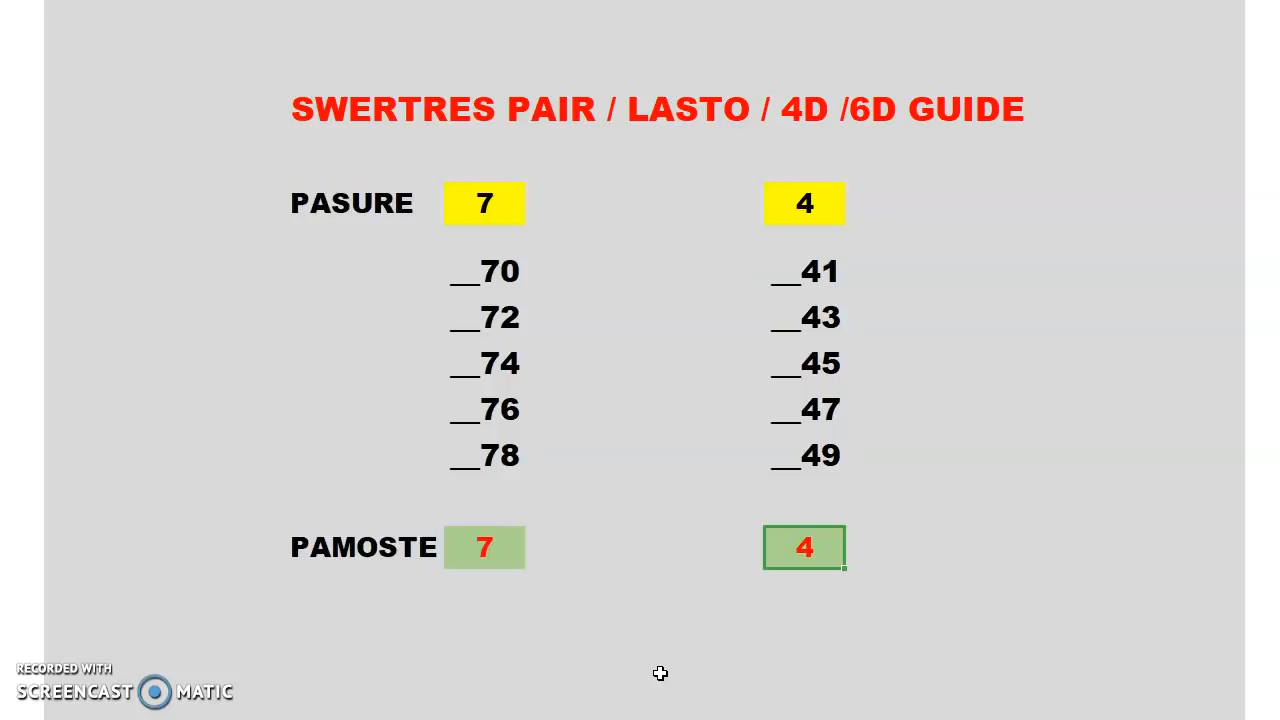 SWERTRES PAIR / LASTO / 4D /6D GUIDE
PASURE 7 4
__70 __41
__72 __43
__74 __45
__76 __47
__78 __49
PAMOSTE 7 4
RECORDED WITH
SCREENCAST MATIC